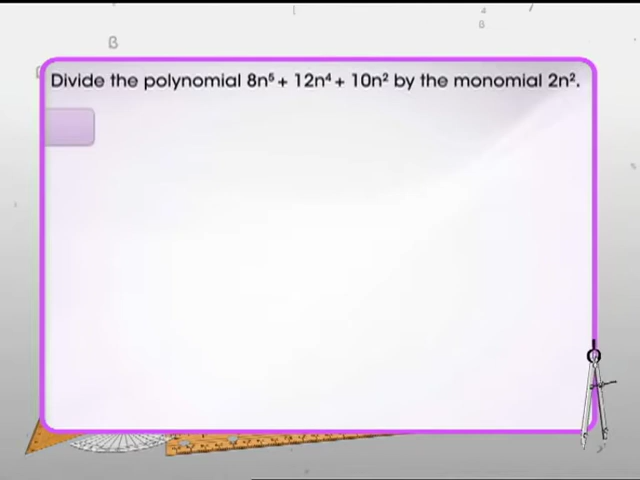 Divide the polynomial 8n⁵ + 12n⁴ + 10n² by the monomial 2n².